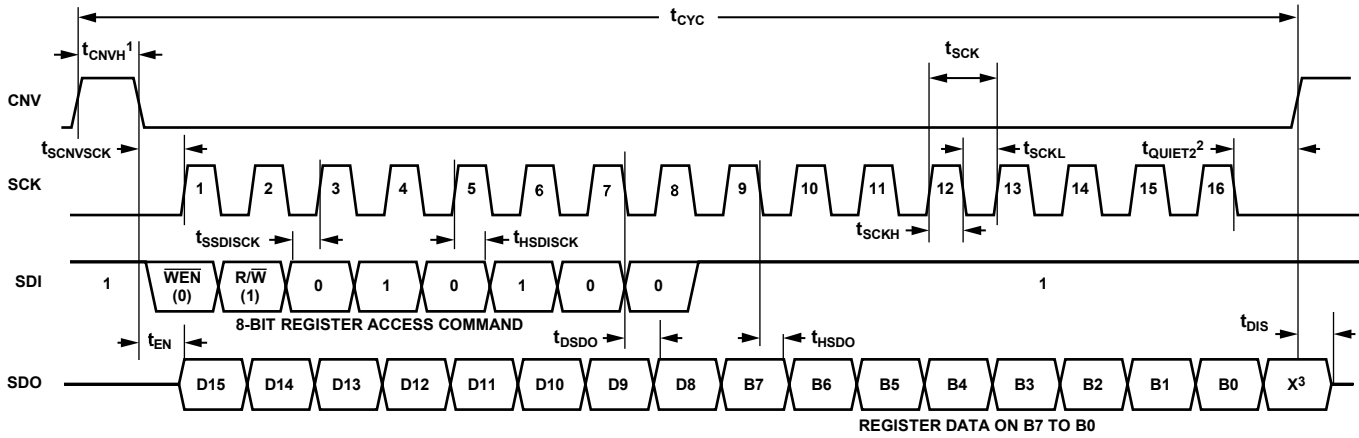 tCYC
tCNVH¹
tSCK
CNV
tSCNVSCK
tSCKL
tQUIET2²
SCK
1 2 3 4 5 6 7 8 9 10 11 12 13 14 15 16
tSSDISCK
tHSDISCK
tSCKH
SDI
1
WEN (0)
R/W (1)
0 1 0 1 0 0
1
8-BIT REGISTER ACCESS COMMAND
tEN
tDSDO
tHSDO
tDIS
SDO
D15 D14 D13 D12 D11 D10 D9 D8 B7 B6 B5 B4 B3 B2 B1 B0 X³
REGISTER DATA ON B7 TO B0